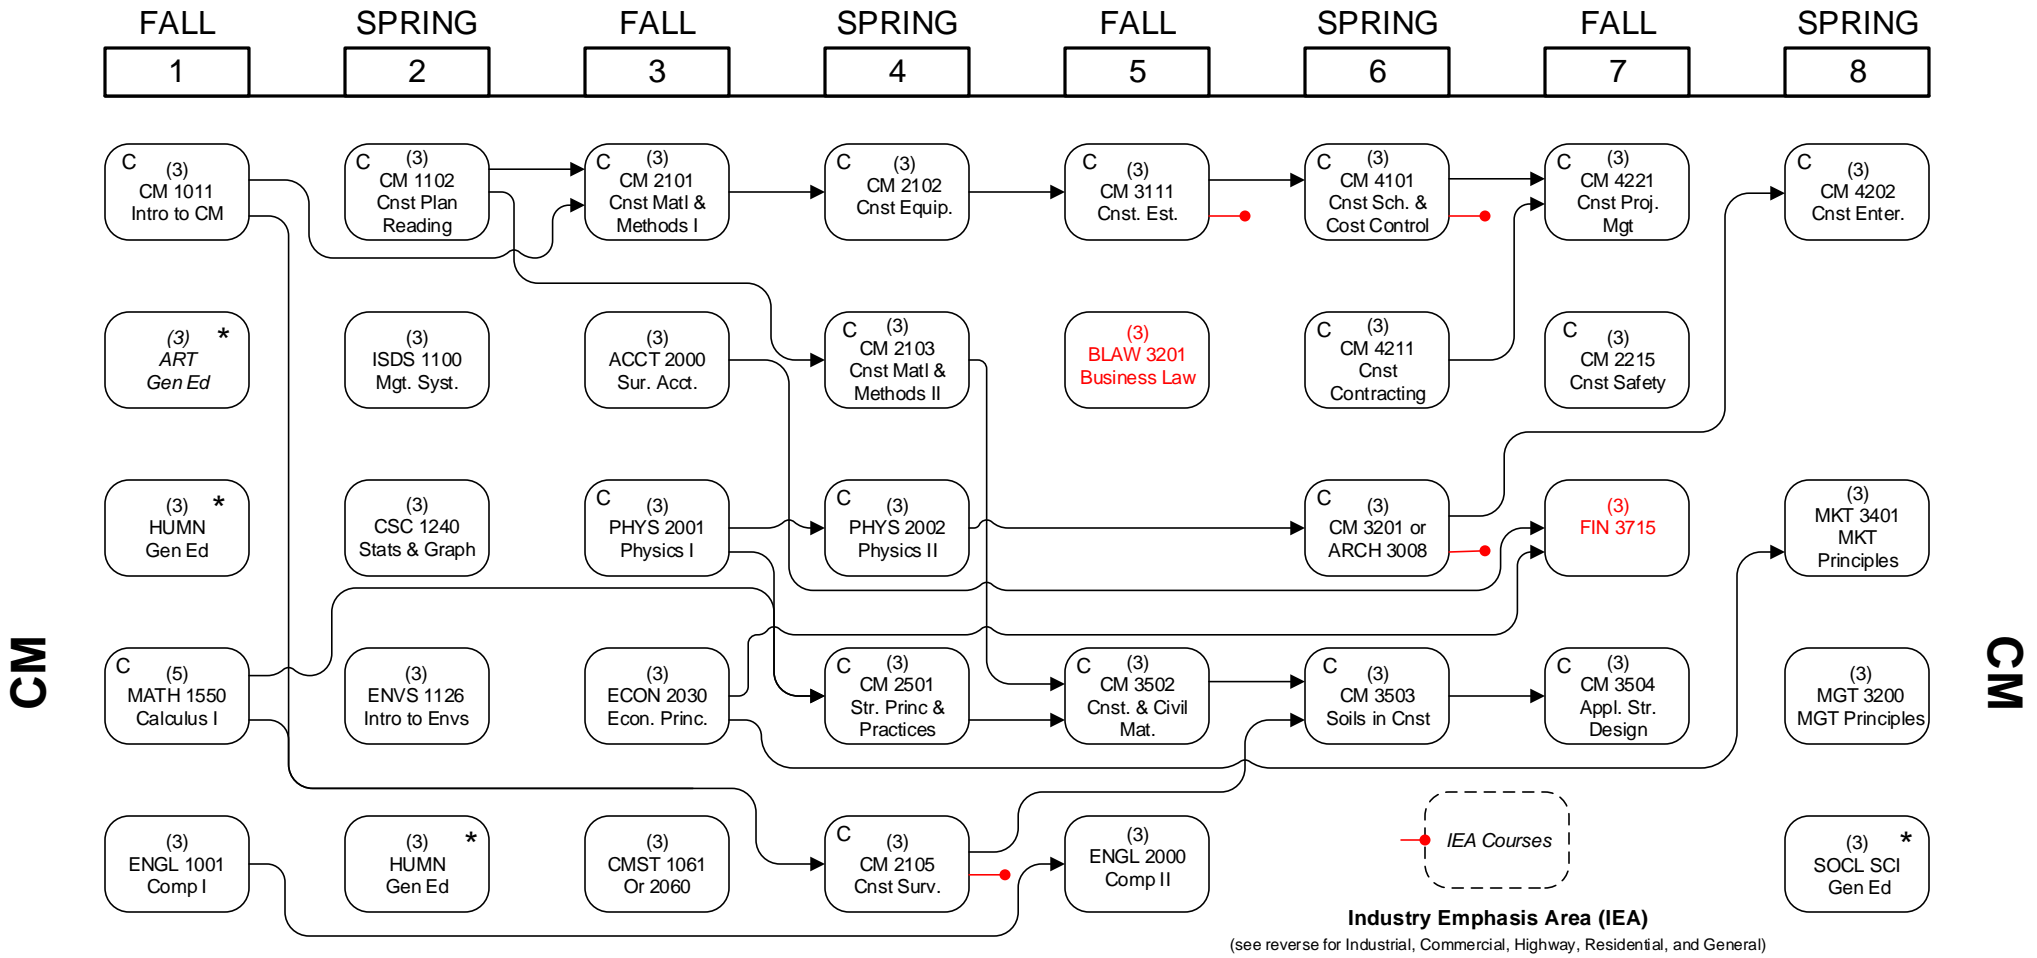 FALL SPRING FALL SPRING FALL SPRING FALL SPRING
1 2 3 4 5 6 7 8
C (3)
CM 1011
Intro to CM
C (3)
CM 1102
Cnst Plan
Reading
C (3)
CM 2101
Cnst Matl &
Methods I
C (3)
CM 2102
Cnst Equip.
C (3)
CM 3111
Cnst. Est.
C (3)
CM 4101
Cnst Sch. &
Cost Control
C (3)
CM 4221
Cnst Proj.
Mgt
C (3)
CM 4202
Cnst Enter.
(3) *
ART
Gen Ed
(3)
ISDS 1100
Mgt. Syst.
(3)
ACCT 2000
Sur. Acct.
C (3)
CM 2103
Cnst Matl &
Methods II
(3)
BLAW 3201
Business Law
C (3)
CM 4211
Cnst
Contracting
C (3)
CM 2215
Cnst Safety
(3) *
HUMN
Gen Ed
(3)
CSC 1240
Stats & Graph
C (3)
PHYS 2001
Physics I
C (3)
PHYS 2002
Physics II
C (3)
CM 3201 or
ARCH 3008
(3)
FIN 3715
(3)
MKT 3401
MKT
Principles
CM
C (5)
MATH 1550
Calculus I
(3)
ENVS 1126
Intro to Envs
(3)
ECON 2030
Econ. Princ.
C (3)
CM 2501
Str. Princ &
Practices
C (3)
CM 3502
Cnst. & Civil
Mat.
C (3)
CM 3503
Soils in Cnst
C (3)
CM 3504
Appl. Str.
Design
(3)
MGT 3200
MGT Principles
CM
(3)
ENGL 1001
Comp I
(3) *
HUMN
Gen Ed
(3)
CMST 1061
Or 2060
C (3)
CM 2105
Cnst Surv.
(3)
ENGL 2000
Comp II
IEA Courses
(3) *
SOCL SCI
Gen Ed
Industry Emphasis Area (IEA)
(see reverse for Industrial, Commercial, Highway, Residential, and General)